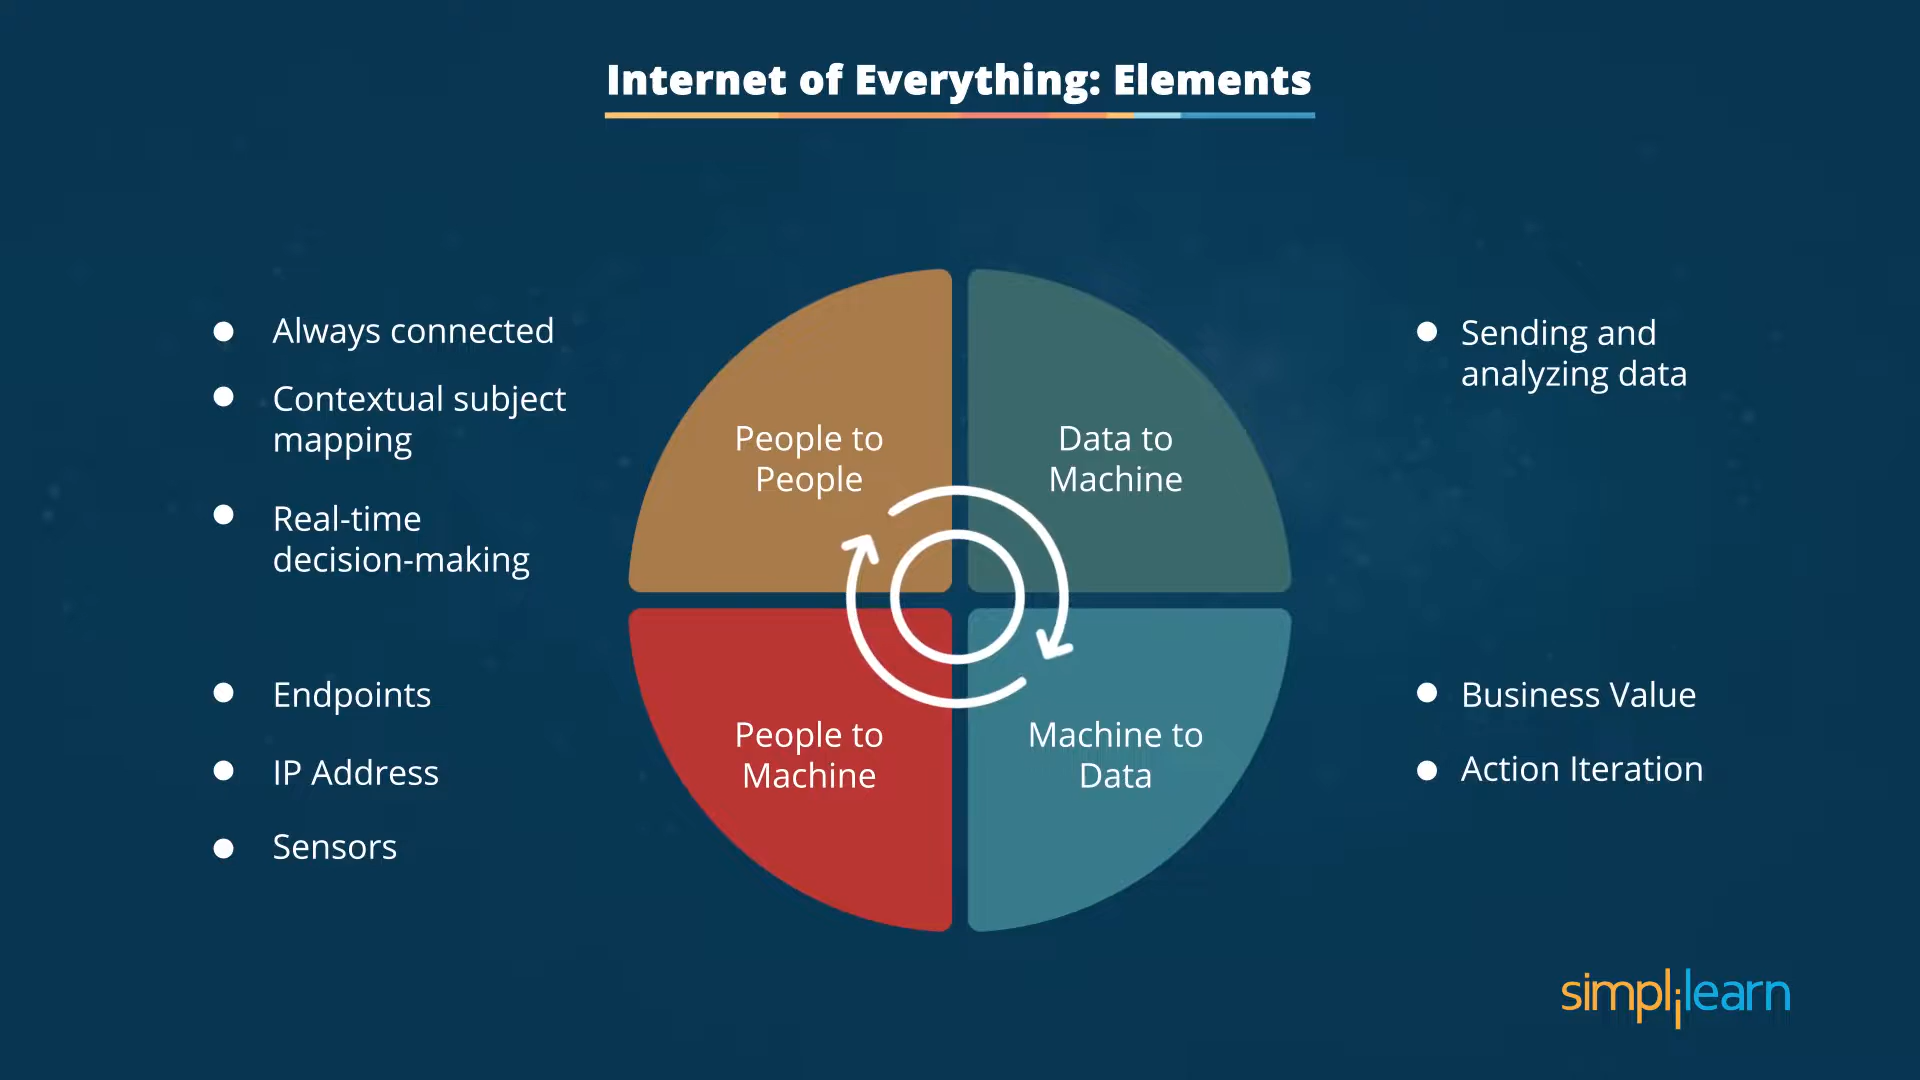 Internet of Everything: Elements
Always connected
Contextual subject
mapping
Real-time
decision-making
People to
People
Data to
Machine
Sending and
analyzing data
Endpoints
IP Address
Sensors
People to
Machine
Machine to
Data
Business Value
Action Iteration
simplilearn